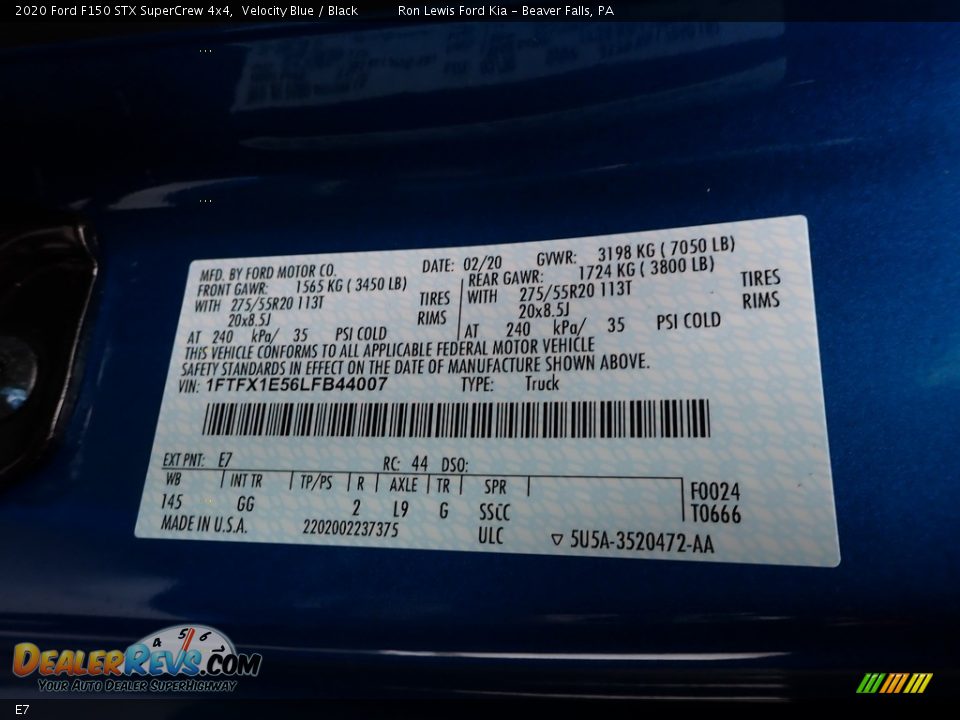 2020 Ford F150 STX SuperCrew 4x4, Velocity Blue / Black Ron Lewis Ford Kia - Beaver Falls, PA
MFD. BY FORD MOTOR CO. DATE: 02/20 GVWR: 3198 KG ( 7050 LB)
FRONT GAWR: 1565 KG ( 3450 LB) REAR GAWR: 1724 KG ( 3800 LB)
WITH 275/55R20 113T TIRES WITH 275/55R20 113T TIRES
20x8.5J RIMS 20x8.5J RIMS
AT 240 kPa/ 35 PSI COLD AT 240 kPa/ 35 PSI COLD
THIS VEHICLE CONFORMS TO ALL APPLICABLE FEDERAL MOTOR VEHICLE
SAFETY STANDARDS IN EFFECT ON THE DATE OF MANUFACTURE SHOWN ABOVE.
VIN: 1FTFX1E56LFB44007 TYPE: Truck
EXT PNT: E7 RC: 44 DSO:
WB INT TR TP/PS R AXLE TR SPR F0024
145 GG 2 L9 G SSCC T0666
MADE IN U.S.A. 2202002237375 ULC 5U5A-3520472-AA
4 5 6
DEALERREVS.COM
Your Auto Dealer SuperHighway
E7